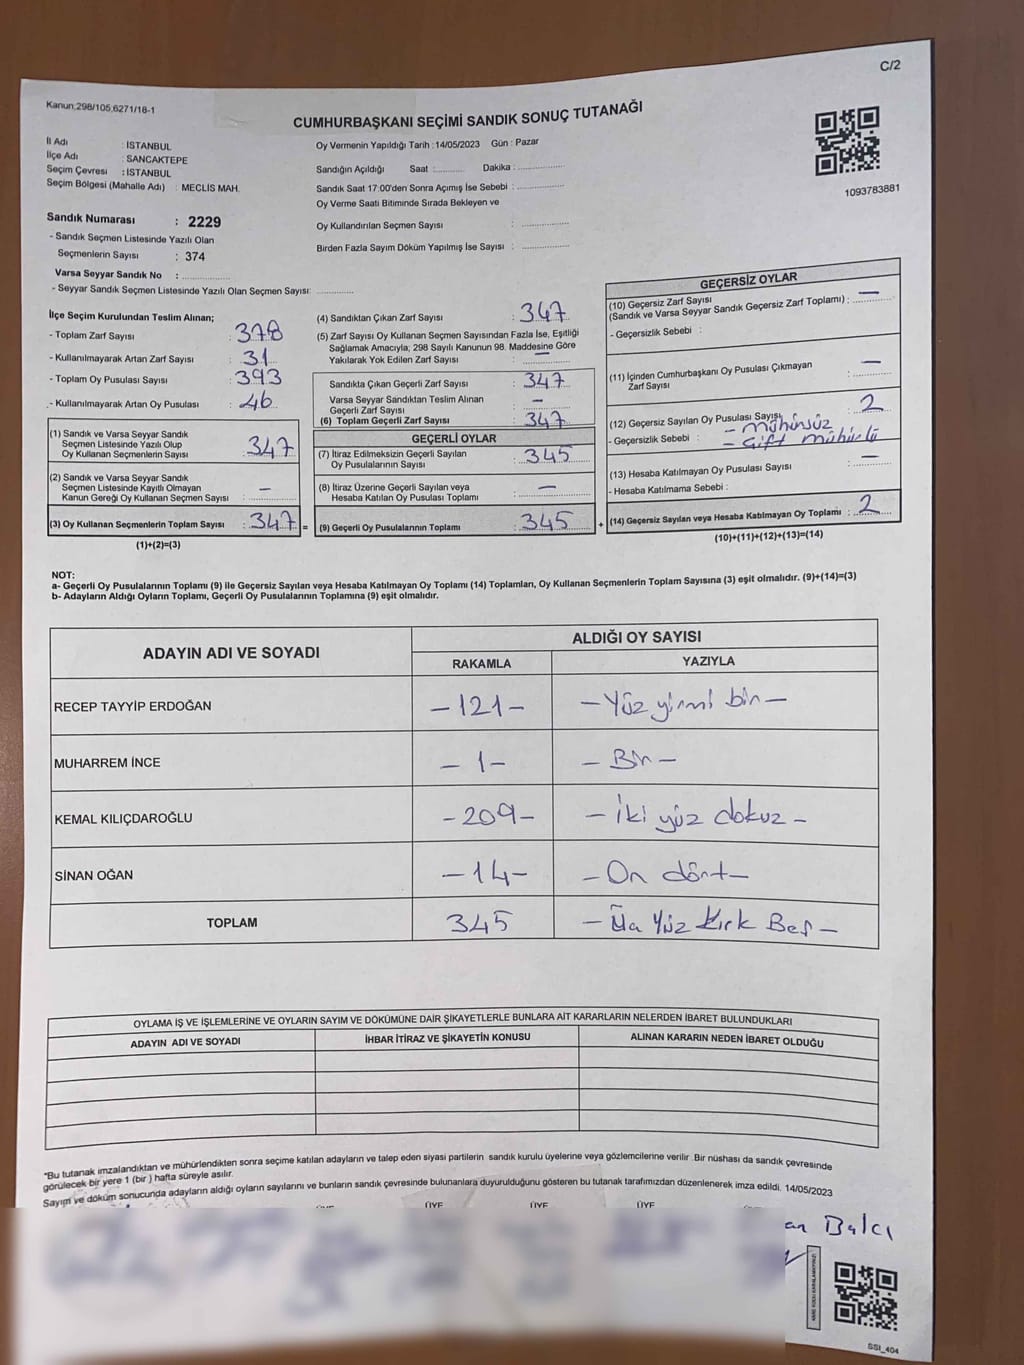 C/2
Kanun:298/105,6271/18-1
CUMHURBAŞKANI SEÇİMİ SANDIK SONUÇ TUTANAĞI
İl Adı : İSTANBUL
İlçe Adı : SANCAKTEPE
Seçim Çevresi : İSTANBUL
Seçim Bölgesi (Mahalle Adı) : MECLİS MAH.
Sandık Numarası : 2229
- Sandık Seçmen Listesinde Yazılı Olan
Seçmenlerin Sayısı : 374
Varsa Seyyar Sandık No : ..............
- Seyyar Sandık Seçmen Listesinde Yazılı Olan Seçmen Sayısı: ............
Oy Vermenin Yapıldığı Tarih : 14/05/2023 Gün : Pazar
Sandığın Açıldığı Saat :.......... Dakika :..............
Sandık Saat 17:00'den Sonra Açımış İse Sebebi :..............
Oy Verme Saati Bitiminde Sırada Bekleyen ve
Oy Kullandırılan Seçmen Sayısı : ..............
Birden Fazla Sayım Döküm Yapılmış İse Sayısı : ..............
1093783881
İlçe Seçim Kurulundan Teslim Alınan;
- Toplam Zarf Sayısı : 378
- Kullanılmayarak Artan Zarf Sayısı : 31
- Toplam Oy Pusulası Sayısı : 393
- Kullanılmayarak Artan Oy Pusulası : 46
(1) Sandık ve Varsa Seyyar Sandık
Seçmen Listesinde Yazılı Olup
Oy Kullanan Seçmenlerin Sayısı : 347
(2) Sandık ve Varsa Seyyar Sandık
Seçmen Listesinde Kayıtlı Olmayan
Kanun Gereği Oy Kullanan Seçmen Sayısı : —
(3) Oy Kullanan Seçmenlerin Toplam Sayısı : 347 =
(1)+(2)=(3)
(4) Sandıktan Çıkan Zarf Sayısı : 347
(5) Zarf Sayısı Oy Kullanan Seçmen Sayısından Fazla İse, Eşitliği
Sağlamak Amacıyla; 298 Sayılı Kanunun 98. Maddesine Göre
Yakılarak Yok Edilen Zarf Sayısı : —
Sandıkta Çıkan Geçerli Zarf Sayısı : 347
Varsa Seyyar Sandıktan Teslim Alınan
Geçerli Zarf Sayısı : —
(6) Toplam Geçerli Zarf Sayısı : 347
GEÇERLİ OYLAR
(7) İtiraz Edilmeksizin Geçerli Sayılan
Oy Pusulalarının Sayısı : 345
(8) İtiraz Üzerine Geçerli Sayılan veya
Hesaba Katılan Oy Pusulası Toplamı : —
(9) Geçerli Oy Pusulalarının Toplamı : 345 +
GEÇERSİZ OYLAR
(10) Geçersiz Zarf Sayısı
(Sandık ve Varsa Seyyar Sandık Geçersiz Zarf Toplamı) : —
- Geçersizlik Sebebi :
(11) İçinden Cumhurbaşkanı Oy Pusulası Çıkmayan
Zarf Sayısı : —
(12) Geçersiz Sayılan Oy Pusulası Sayısı : 2
- Geçersizlik Sebebi : - mühürsüz
- Çift mühürlü
(13) Hesaba Katılmayan Oy Pusulası Sayısı : —
- Hesaba Katılmama Sebebi :
(14) Geçersiz Sayılan veya Hesaba Katılmayan Oy Toplamı : 2
(10)+(11)+(12)+(13)=(14)
NOT:
a- Geçerli Oy Pusulalarının Toplamı (9) ile Geçersiz Sayılan veya Hesaba Katılmayan Oy Toplamı (14) Toplamları, Oy Kullanan Seçmenlerin Toplam Sayısına (3) eşit olmalıdır. (9)+(14)=(3)
b- Adayların Aldığı Oyların Toplamı, Geçerli Oy Pusulalarının Toplamına (9) eşit olmalıdır.
ADAYIN ADI VE SOYADI
ALDIĞI OY SAYISI
RAKAMLA YAZIYLA
RECEP TAYYİP ERDOĞAN -121- -Yüz yirmi bir-
MUHARREM İNCE -1- -Bir-
KEMAL KILIÇDAROĞLU -209- -İki yüz dokuz-
SİNAN OĞAN -14- -On dört-
TOPLAM 345 Yüz Kırk Beş-
OYLAMA İŞ VE İŞLEMLERİNE VE OYLARIN SAYIM VE DÖKÜMÜNE DAİR ŞİKAYETLERLE BUNLARA AİT KARARLARIN NELERDEN İBARET BULUNDUKLARI
ADAYIN ADI VE SOYADI İHBAR İTİRAZ VE ŞİKAYETİN KONUSU ALINAN KARARIN NEDEN İBARET OLDUĞU
"Bu tutanak imzalandıktan ve mühürlendikten sonra seçime katılan adayların ve talep eden siyasi partilerin sandık kurulu üyelerine veya gözlemcilerine verilir .Bir nüshası da sandık çevresinde
görülecek bir yere 1 (bir ) hafta süreyle asılır.
Sayım ve döküm sonucunda adayların aldığı oyların sayılarını ve bunların sandık çevresinde bulunanlara duyurulduğunu gösteren bu tutanak tarafımızdan düzenlenerek imza edildi. 14/05/2023
ÜYE ÜYE ÜYE
an Balcı
SSI_404